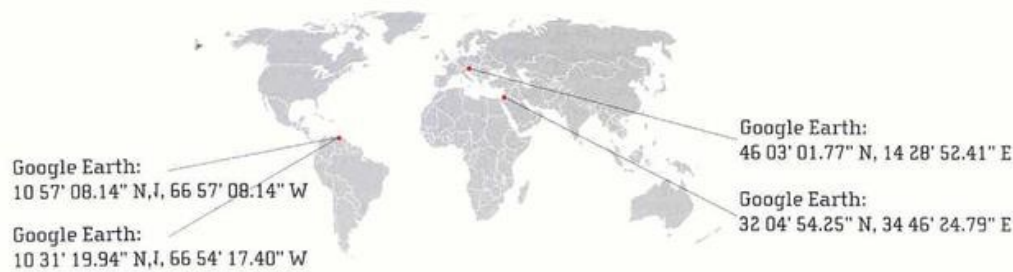 Google Earth:
10 57' 08.14" N,I, 66 57' 08.14" W
Google Earth:
10 31' 19.94" N,I, 66 54' 17.40" W
Google Earth:
46 03' 01.77" N, 14 28' 52.41" E
Google Earth:
32 04' 54.25" N, 34 46' 24.79" E